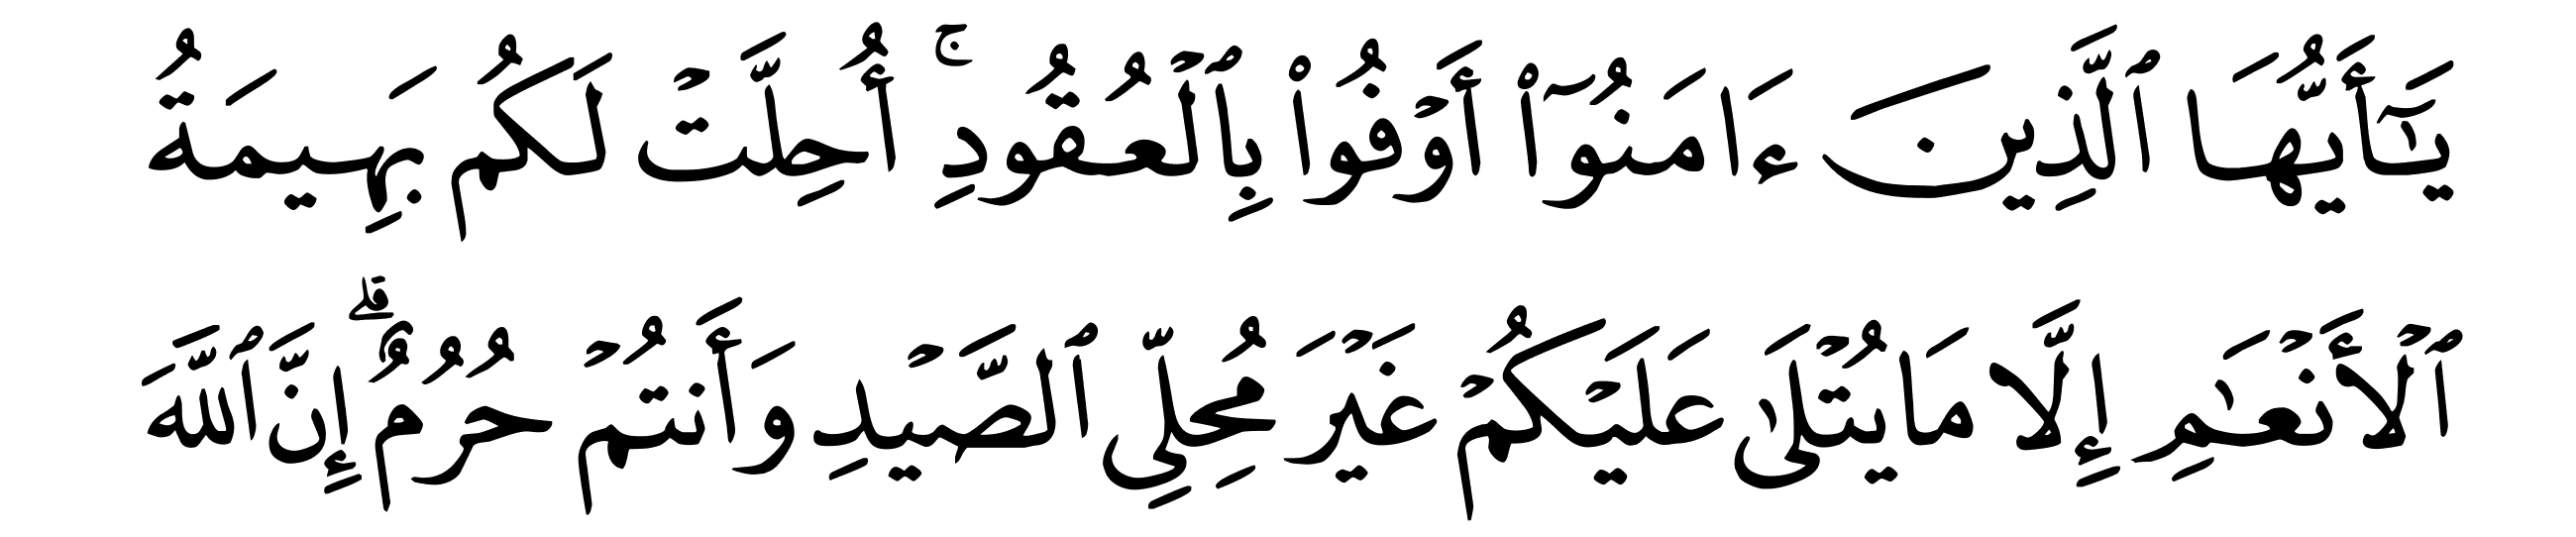 يَٰٓأَيُّهَا ٱلَّذِينَ ءَامَنُوٓا۟ أَوْفُوا۟ بِٱلْعُقُودِ ۚ أُحِلَّتْ لَكُم بَهِيمَةُ
ٱلْأَنْعَٰمِ إِلَّا مَا يُتْلَىٰ عَلَيْكُمْ غَيْرَ مُحِلِّى ٱلصَّيْدِ وَأَنتُمْ حُرُمٌ ۗ إِنَّ ٱللَّهَ